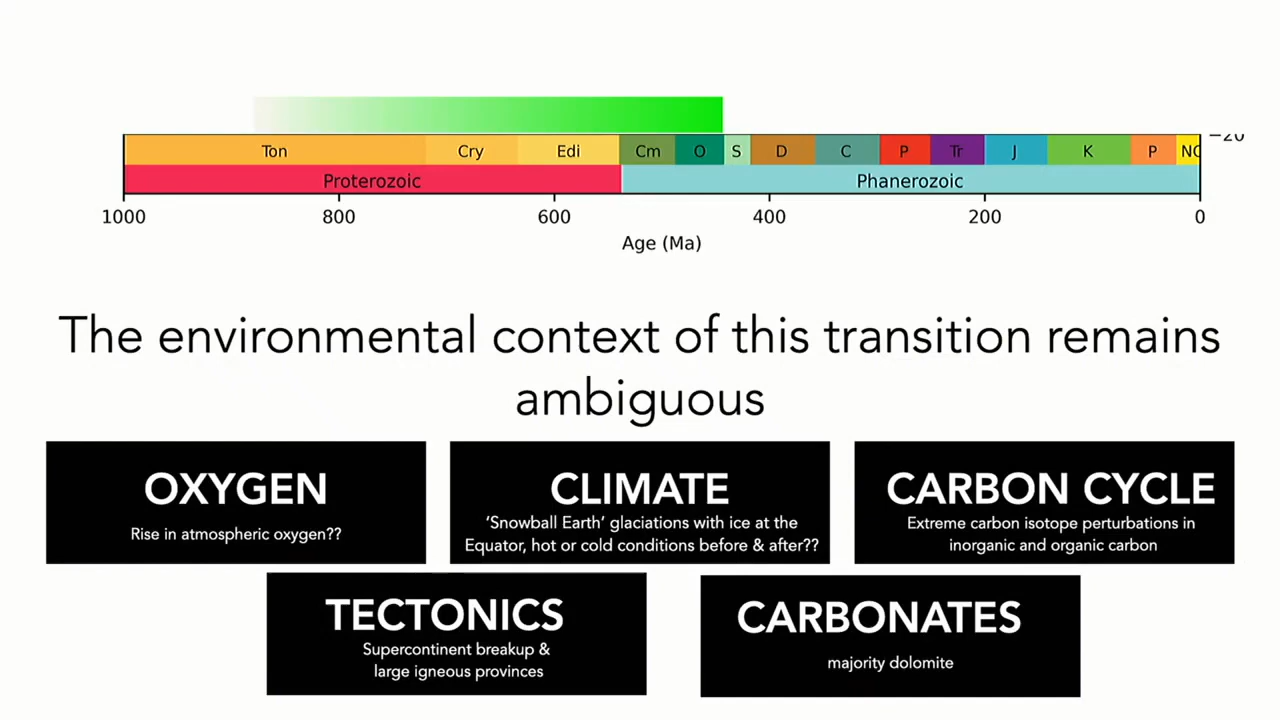 −20
Ton Cry Edi Cm O S D C P Tr J K P
Proterozoic Phanerozoic
1000 800 600 400 200 0
Age (Ma)
The environmental context of this transition remains
ambiguous
OXYGEN
Rise in atmospheric oxygen??
CLIMATE
‘Snowball Earth’ glaciations with ice at the
Equator, hot or cold conditions before & after??
CARBON CYCLE
Extreme carbon isotope perturbations in
inorganic and organic carbon
TECTONICS
Supercontinent breakup &
large igneous provinces
CARBONATES
majority dolomite